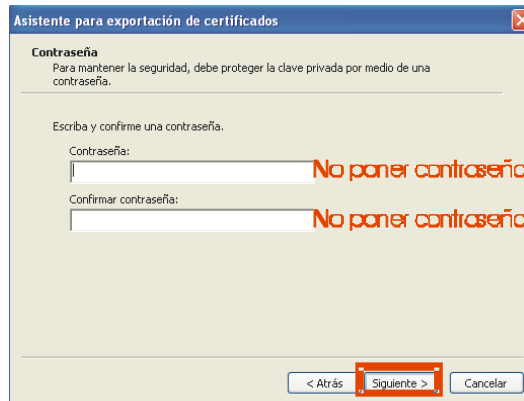 Asistente para exportación de certificados
Contraseña
Para mantener la seguridad, debe proteger la clave privada por medio de una
contraseña.
Escriba y confirme una contraseña.
Contraseña:
No poner contraseña
Confirmar contraseña:
No poner contraseña
< Atrás Siguiente > Cancelar